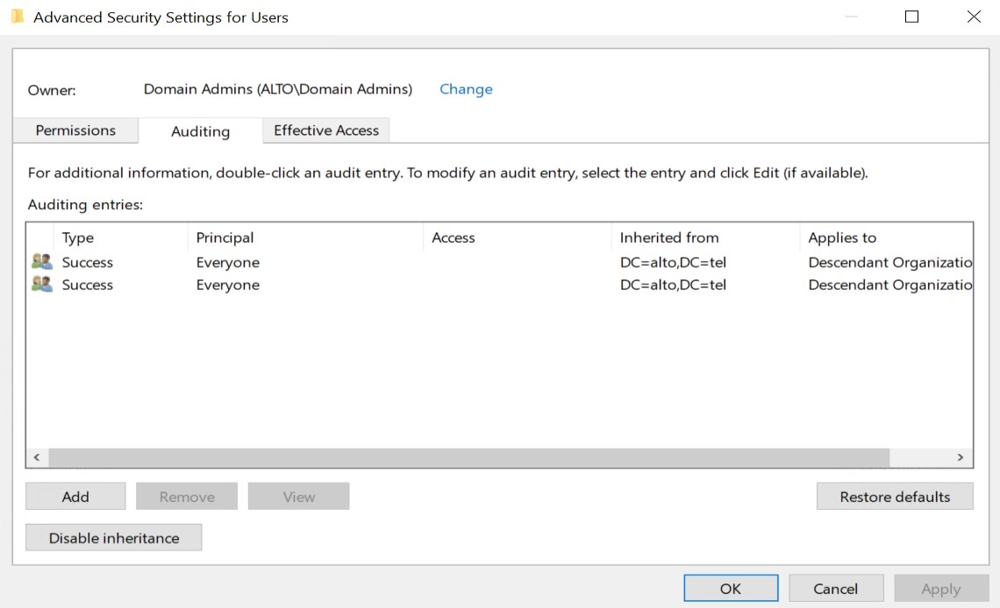 Advanced Security Settings for Users
Owner: Domain Admins (ALTO\Domain Admins) Change
Permissions Auditing Effective Access
For additional information, double-click an audit entry. To modify an audit entry, select the entry and click Edit (if available).
Auditing entries:
Type Principal Access Inherited from Applies to
Success Everyone DC=alto,DC=tel Descendant Organizatio
Success Everyone DC=alto,DC=tel Descendant Organizatio
Add Remove View Restore defaults
Disable inheritance
OK Cancel Apply